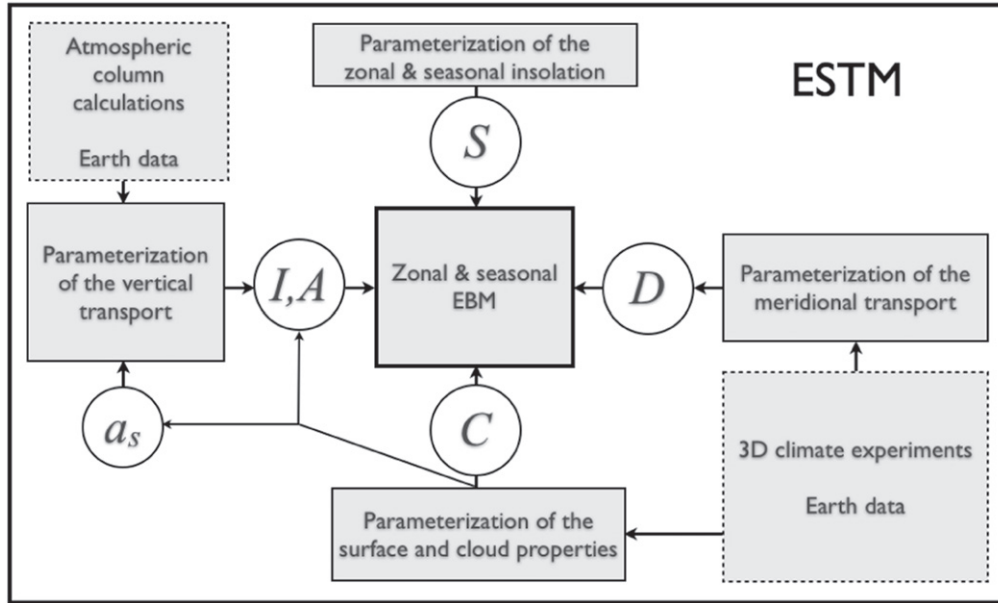 Atmospheric
column
calculations
Earth data
Parameterization of the
zonal & seasonal insolation
ESTM
S
Parameterization
of the vertical
transport
I,A
Zonal & seasonal
EBM
D
Parameterization of the
meridional transport
as
C
3D climate experiments
Earth data
Parameterization of the
surface and cloud properties